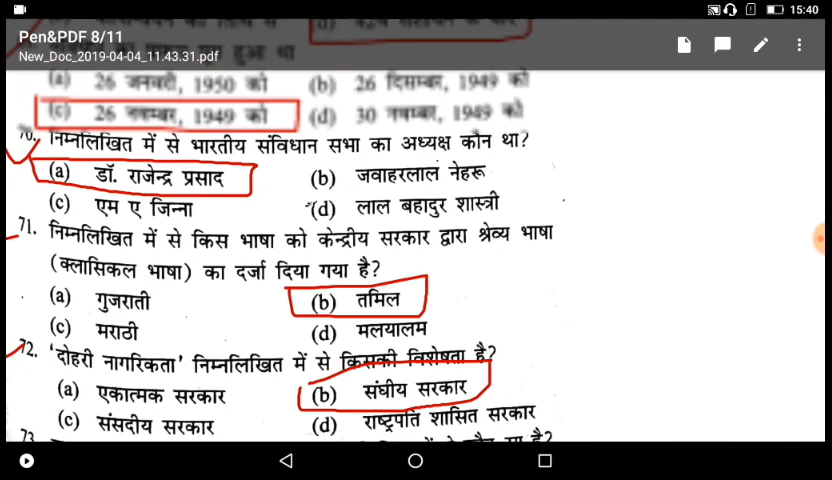 15:40
Pen&PDF 8/11
New_Doc_2019-04-04_11.43.31.pdf
हुआ था
(a) 26 जनवरी, 1950 को (b) 26 दिसम्बर, 1949 को
(c) 26 नवम्बर, 1949 को (d) 30 नवम्बर, 1949 को
70. निम्नलिखित में से भारतीय संविधान सभा का अध्यक्ष कौन था?
(a) डॉ. राजेन्द्र प्रसाद (b) जवाहरलाल नेहरू
(c) एम ए जिन्ना (d) लाल बहादुर शास्त्री
71. निम्नलिखित में से किस भाषा को केन्द्रीय सरकार द्वारा श्रेव्य भाषा
(क्लासिकल भाषा) का दर्जा दिया गया है?
(a) गुजराती (b) तमिल
(c) मराठी (d) मलयालम
72. 'दोहरी नागरिकता' निम्नलिखित में से किसकी विशेषता है?
(a) एकात्मक सरकार (b) संघीय सरकार
(c) संसदीय सरकार (d) राष्ट्रपति शासित सरकार
73.